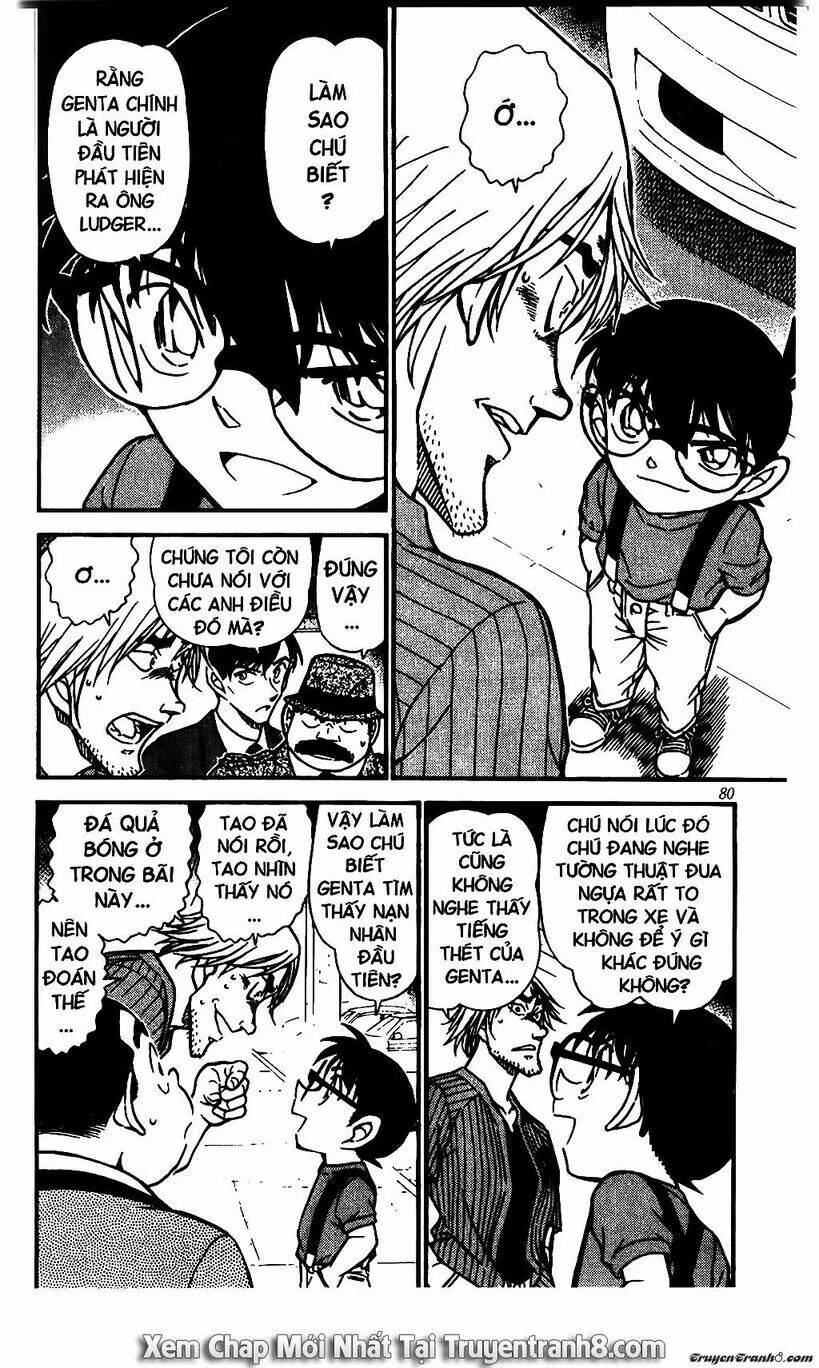 Ớ...
LÀM
SAO
CHÚ
BIẾT
?
RẰNG
GENTA CHÍNH
LÀ NGƯỜI
ĐẦU TIÊN
PHÁT HIỆN
RA ÔNG
LUDGER...
ĐÚNG
VẬY
...
CHÚNG TÔI CÒN
CHƯA NÓI VỚI
CÁC ANH ĐIỀU
ĐÓ MÀ?
Ơ...
80
CHÚ NÓI LÚC ĐÓ
CHÚ ĐANG NGHE
TƯỜNG THUẬT ĐUA
NGỰA RẤT TO
TRONG XE VÀ
KHÔNG ĐỂ Ý GÌ
KHÁC ĐÚNG
KHÔNG?
TỨC LÀ
CŨNG
KHÔNG
NGHE THẤY
TIẾNG
THÉT CỦA
GENTA...
VẬY LÀM
SAO CHÚ
BIẾT
GENTA TÌM
THẤY NẠN
NHÂN
ĐẦU TIÊN?
TAO ĐÃ
NÓI RỒI,
TAO NHÌN
THẤY NÓ
...
ĐÁ QUẢ
BÓNG Ở
TRONG BÃI
NÀY...
NÊN
TAO
ĐOÁN
THẾ
...
Xem Chap Mới Nhất Tại Truyentranh8.com
TruyenTranh8.com